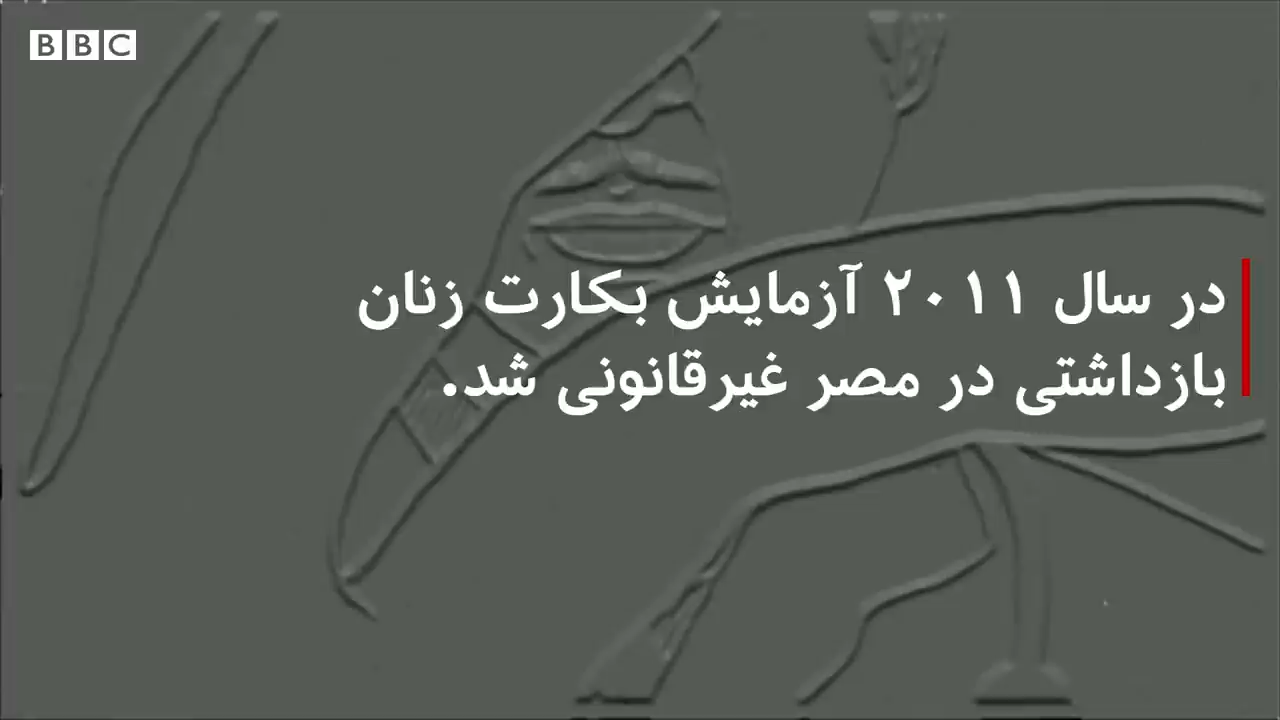 BBC
در سال ۲۰۱۱ آزمایش بکارت زنان
بازداشتی در مصر غیرقانونی شد.